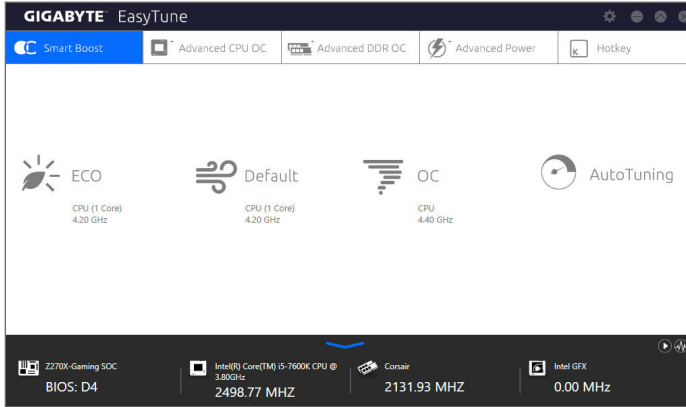 GIGABYTE™ EasyTune
Smart Boost
Advanced CPU OC
Advanced DDR OC
Advanced Power
K
Hotkey
ECO
CPU (1 Core)
4.20 GHz
Default
CPU (1 Core)
4.20 GHz
OC
CPU
4.40 GHz
AutoTuning
Z270X-Gaming SOC
BIOS: D4
Intel(R) Core(TM) i5-7600K CPU @
3.80GHz
2498.77 MHZ
Corsair
2131.93 MHZ
Intel GFX
0.00 MHz